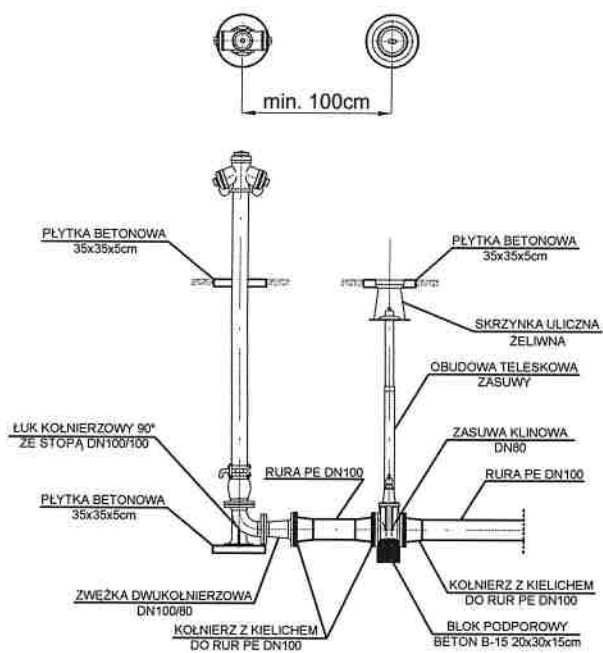 min. 100cm
PŁYTKA BETONOWA
35x35x5cm
PŁYTKA BETONOWA
35x35x5cm
SKRZYNKA ULICZNA
ŻELIWNA
OBUDOWA TELESKOWA
ZASUWY
ŁUK KOŁNIERZOWY 90°
ZE STOPĄ DN100/100
ZASUWA KLINOWA
DN80
RURA PE DN100
RURA PE DN100
PŁYTKA BETONOWA
35x35x5cm
ZWĘŻKA DWUKOŁNIERZOWA
DN100/80
KOŁNIERZ Z KIELICHEM
DO RUR PE DN100
KOŁNIERZ Z KIELICHEM
DO RUR PE DN100
BLOK PODPOROWY
BETON B-15 20x30x15cm